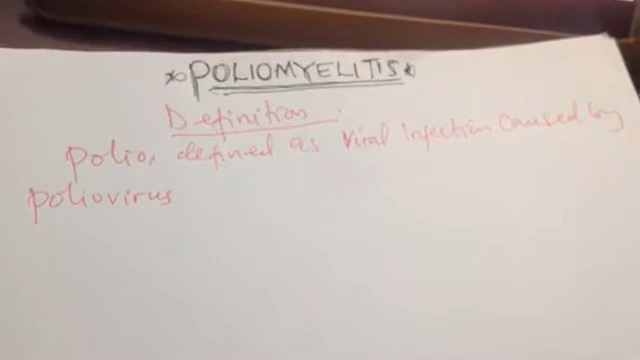 *POLIOMYELITIS*
Definition.
Polio, defined as viral infection caused by
poliovirus